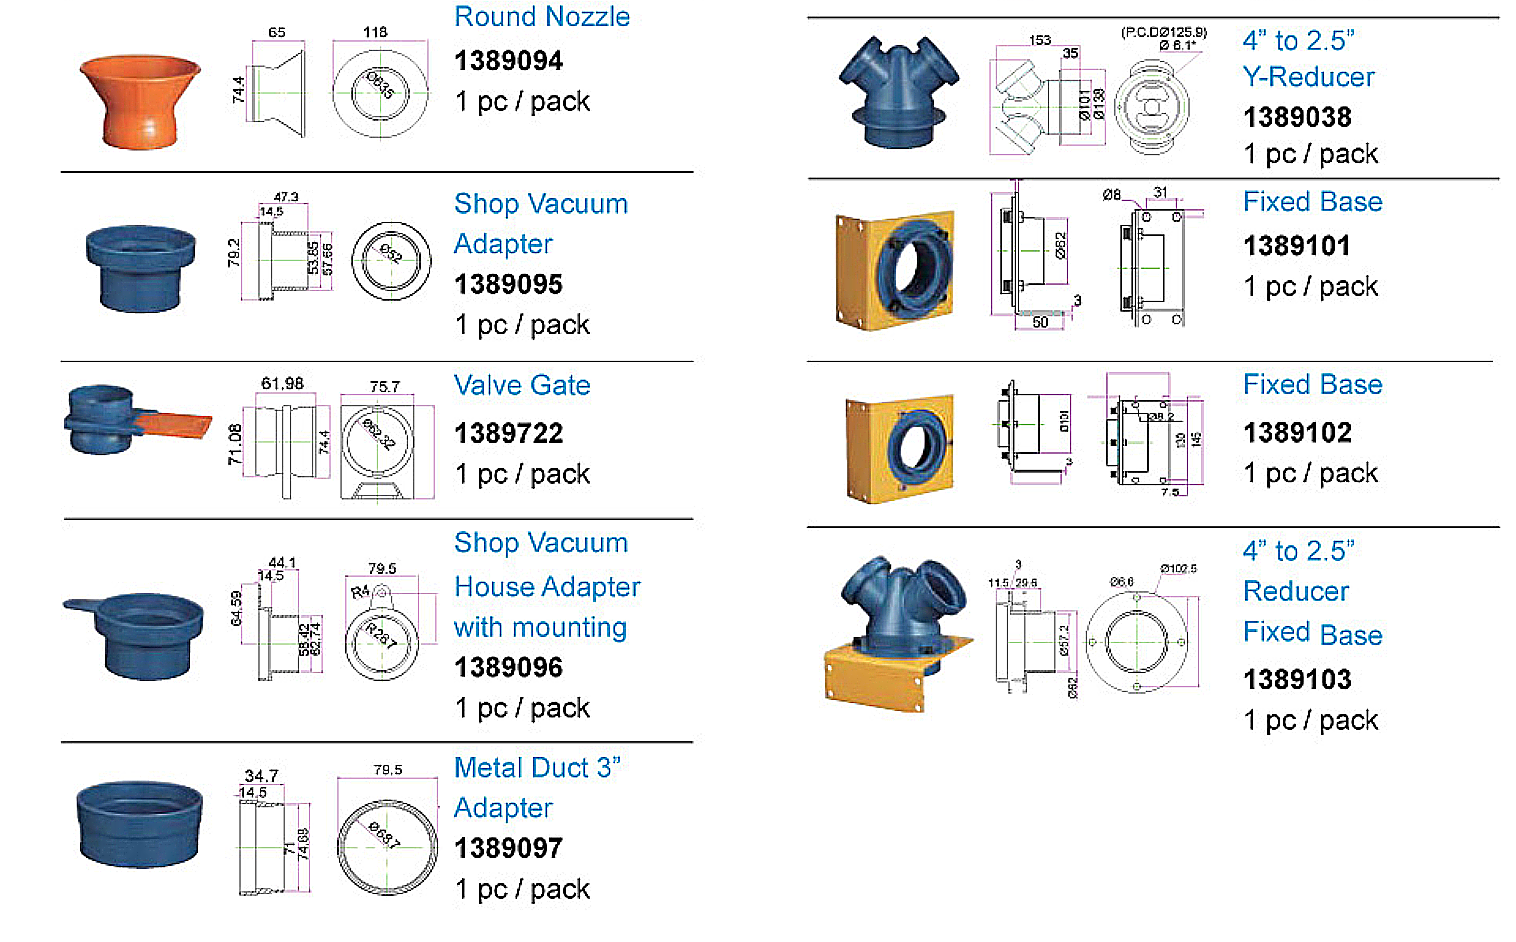 Round Nozzle
1389094
1 pc / pack
65
118
74.4
Ø635
Shop Vacuum
Adapter
1389095
1 pc / pack
47.3
14.5
79.2
53.85
57.66
Ø52
Valve Gate
1389722
1 pc / pack
61.98
75.7
71.08
74.4
Ø62.3Z
Shop Vacuum
House Adapter
with mounting
1389096
1 pc / pack
44.1
14.5
79.5
64.59
58.42
62.74
R4
R28.7
Metal Duct 3”
Adapter
1389097
1 pc / pack
34.7
14.5
79.5
71
74.68
Ø68.7
4” to 2.5”
Y-Reducer
1389038
1 pc / pack
153
35
(P.C.DØ125.9)
Ø 6.1*
Ø101
Ø138
Fixed Base
1389101
1 pc / pack
Ø62
3
50
Ø8
31
Fixed Base
1389102
1 pc / pack
Ø101
3
Ø8.2
130
145
7.5
4” to 2.5”
Reducer
Fixed Base
1389103
1 pc / pack
3
11.5
29.6
Ø57.2
Ø62
Ø6.6
Ø102.5